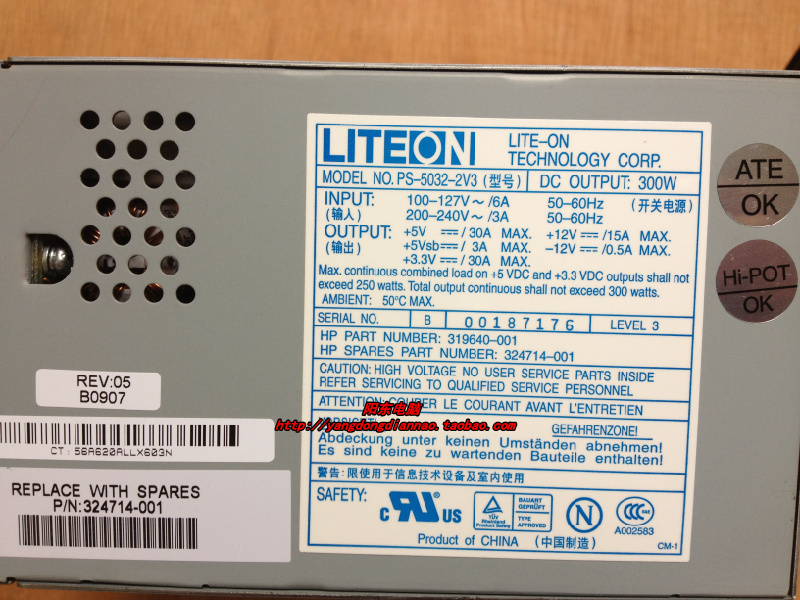 LITEON
LITE-ON
TECHNOLOGY CORP.
MODEL NO. PS-5032-2V3 (型号) DC OUTPUT: 300W
INPUT: 100-127V～/6A 50-60Hz (开关电源)
(输入) 200-240V～/3A 50-60Hz
OUTPUT: +5V ⎓/30A MAX. +12V ⎓/15A MAX.
(输出) +5Vsb ⎓/ 3A MAX. -12V ⎓/0.5A MAX.
+3.3V ⎓/ 30A MAX.
Max. continuous combined load on +5 VDC and +3.3 VDC outputs shall not
exceed 250 watts. Total output continuous shall not exceed 300 watts.
AMBIENT: 50°C MAX.
SERIAL NO. B 0018717G LEVEL 3
HP PART NUMBER: 319640-001
HP SPARES PART NUMBER: 324714-001
CAUTION: HIGH VOLTAGE NO USER SERVICE PARTS INSIDE
REFER SERVICING TO QUALIFIED SERVICE PERSONNEL
ATTENTION: COUPER LE COURANT AVANT L'ENTRETIEN
GEFAHRENZONE!
Abdeckung unter keinen Umständen abnehmen!
Es sind keine zu wartenden Bauteile enthalten!
警告: 限使用于信息技术设备及室内使用
SAFETY:
c UR US
TÜV
Rheinland
Product Safety
BAUART
GEPRÜFT
TYPE
APPROVED
N
CCC
A002583
Product of CHINA (中国制造)
CM-1
ATE
OK
Hi-POT
OK
REV:05
B0907
CT: 56A620ALLX603N
REPLACE WITH SPARES
P/N:324714-001
阳东电脑
http://yangdongdiannao.taobao.com